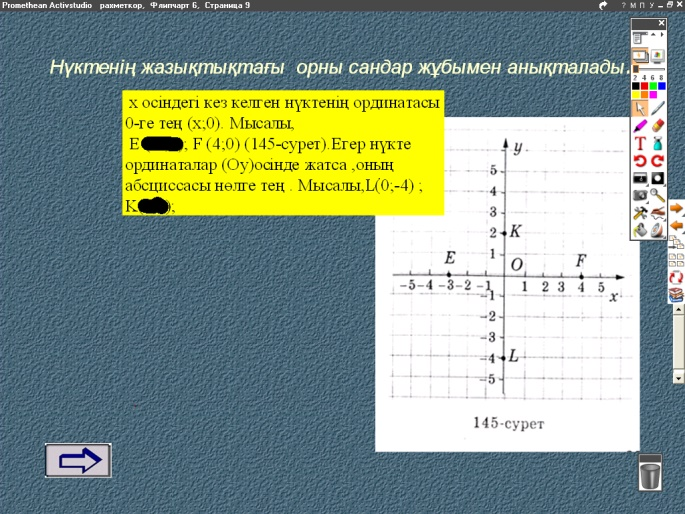 Promethean Activstudio рахметкор, Флипчарт 6, Страница 9
? М П У
Нүктенің жазықтықтағы орны сандар жұбымен анықталады.
х осіндегі кез келген нүктенің ординатасы
0-ге тең (х;0). Мысалы,
Е ; F (4;0) (145-сурет).Егер нүкте
ординаталар (Оу)осінде жатса ,оның
абсциссасы нөлге тең . Мысалы,L(0;-4) ;
К );
2 4 6 8
y
5
4
3
2 K
1
E O F
-5 -4 -3 -2 -1 1 2 3 4 5 x
-1
-2
-3
-4 L
-5
145-сурет